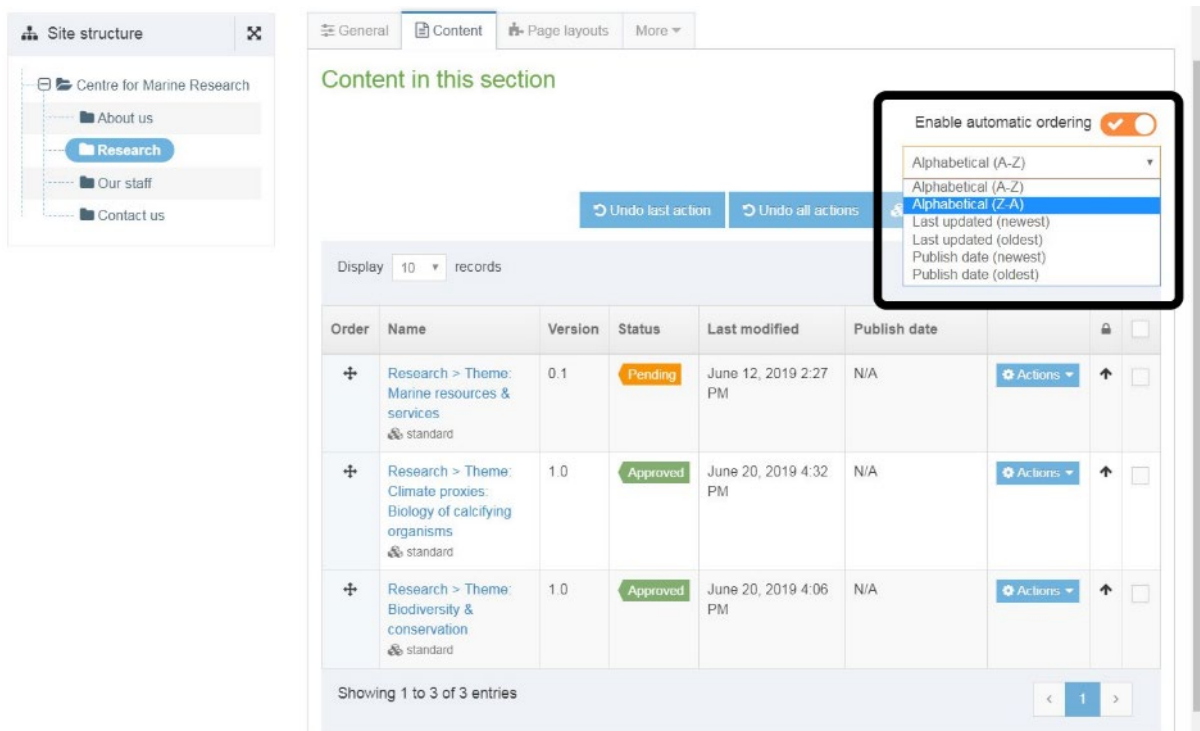 Site structure
Centre for Marine Research
About us
Research
Our staff
Contact us
General
Content
Page layouts
More
Content in this section
Enable automatic ordering
Alphabetical (A-Z)
Alphabetical (A-Z)
Alphabetical (Z-A)
Last updated (newest)
Last updated (oldest)
Publish date (newest)
Publish date (oldest)
Undo last action
Undo all actions
Display 10 records
Order Name Version Status Last modified Publish date
Research > Theme: 0.1 Pending June 12, 2019 2:27 N/A Actions
Marine resources & PM
services
standard
Research > Theme: 1.0 Approved June 20, 2019 4:32 N/A Actions
Climate proxies: PM
Biology of calcifying
organisms
standard
Research > Theme: 1.0 Approved June 20, 2019 4:06 N/A Actions
Biodiversity & PM
conservation
standard
Showing 1 to 3 of 3 entries
< 1 >